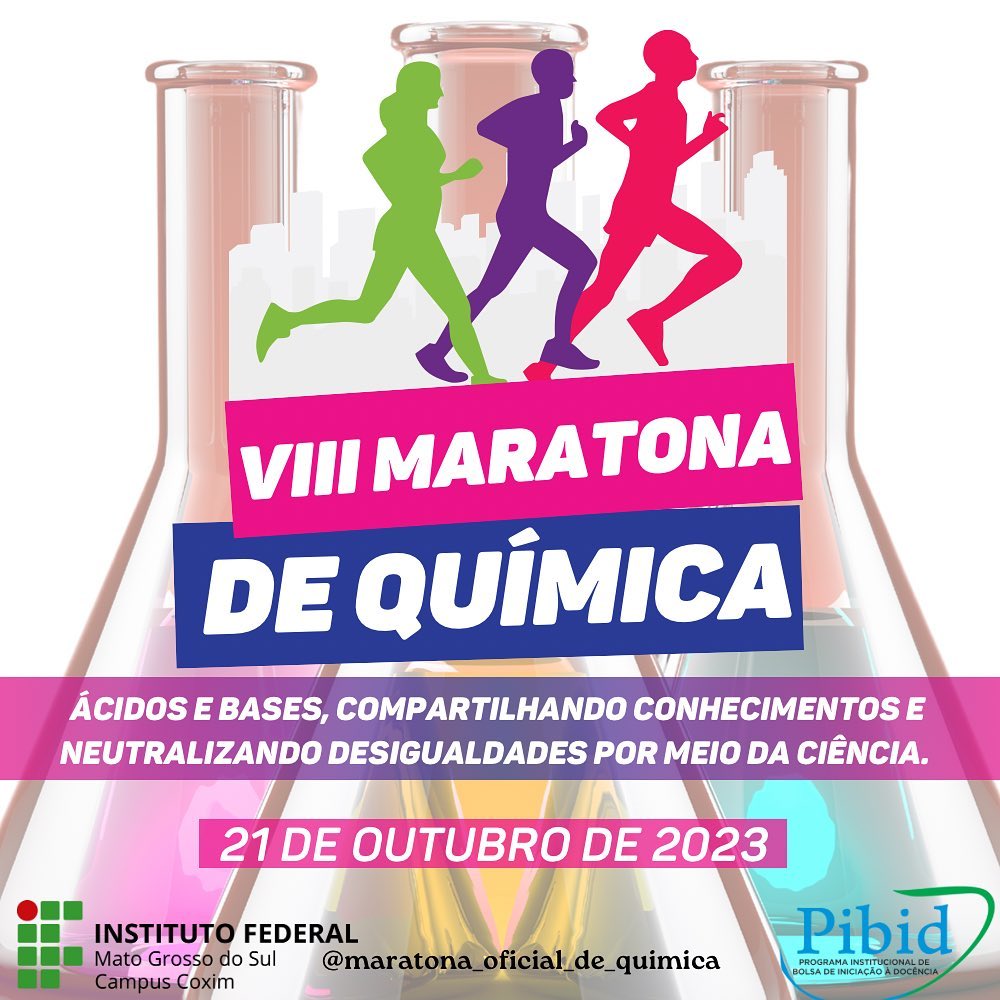 VIII MARATONA
DE QUÍMICA
ÁCIDOS E BASES, COMPARTILHANDO CONHECIMENTOS E
NEUTRALIZANDO DESIGUALDADES POR MEIO DA CIÊNCIA.
21 DE OUTUBRO DE 2023
INSTITUTO FEDERAL
Mato Grosso do Sul
Campus Coxim
@maratona_oficial_de_quimica
Pibid
PROGRAMA INSTITUCIONAL DE
BOLSA DE INICIAÇÃO À DOCÊNCIA